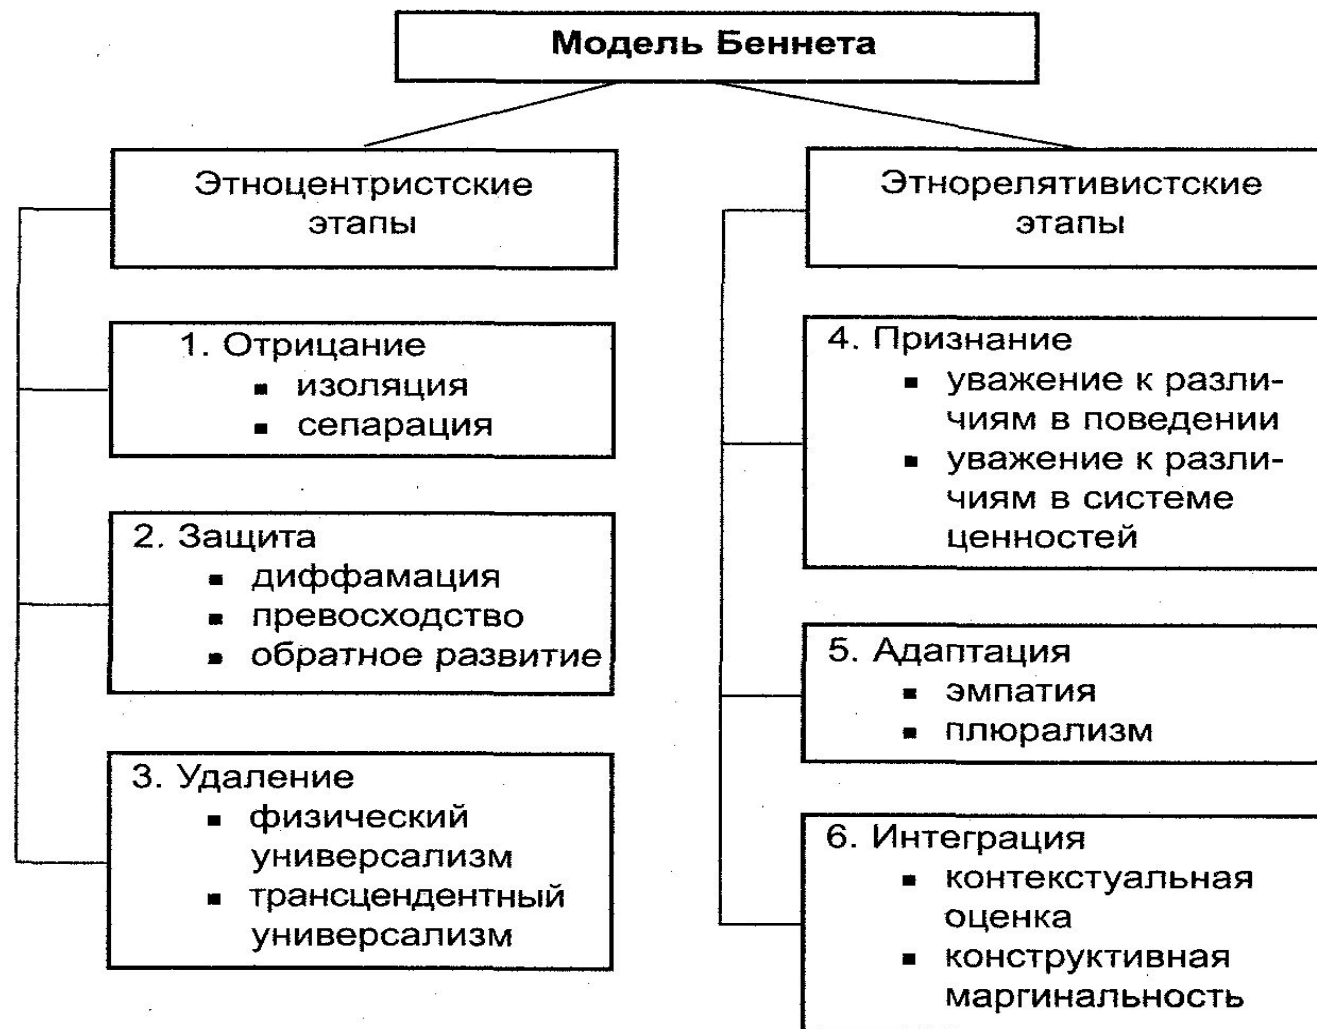 Модель Беннета
Этноцентристские
этапы
1. Отрицание
▪ изоляция
▪ сепарация
2. Защита
▪ диффамация
▪ превосходство
▪ обратное развитие
3. Удаление
▪ физический
универсализм
▪ трансцендентный
универсализм
Этнорелятивистские
этапы
4. Признание
▪ уважение к разли-
чиям в поведении
▪ уважение к разли-
чиям в системе
ценностей
5. Адаптация
▪ эмпатия
▪ плюрализм
6. Интеграция
▪ контекстуальная
оценка
▪ конструктивная
маргинальность